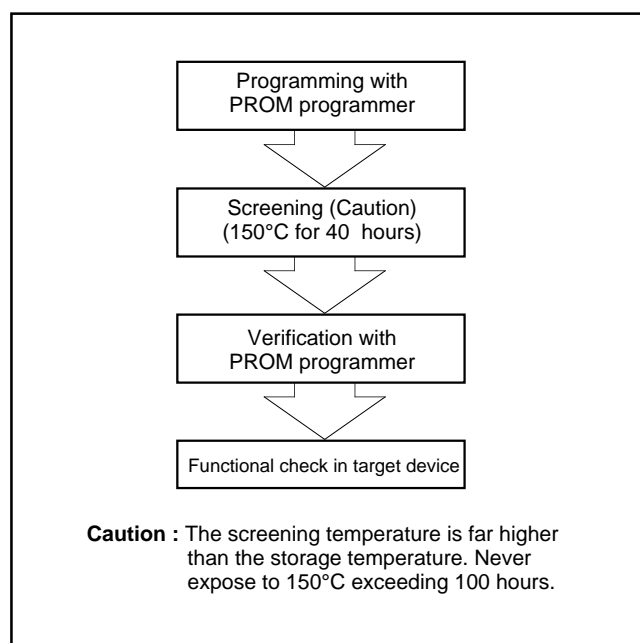 Programming with
PROM programmer
Screening (Caution)
(150°C for 40 hours)
Verification with
PROM programmer
Functional check in target device
Caution : The screening temperature is far higher
than the storage temperature. Never
expose to 150°C exceeding 100 hours.